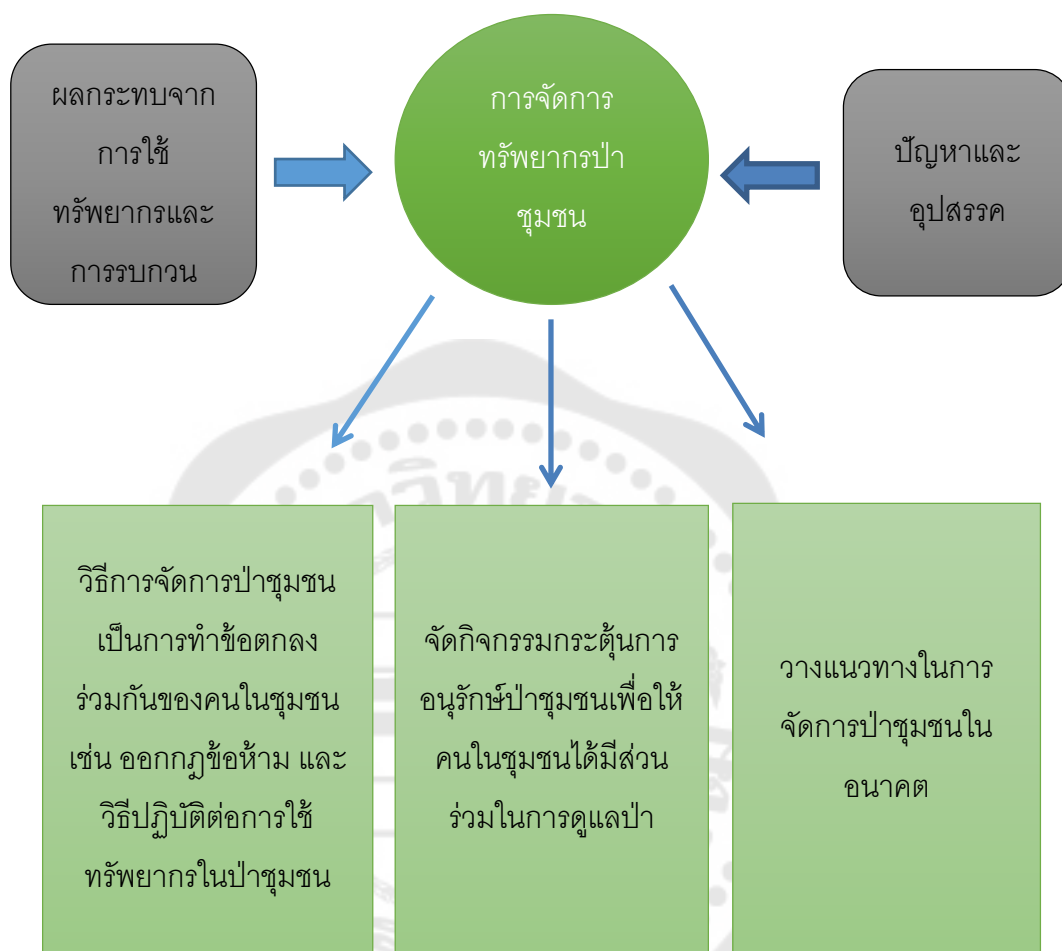 ผลกระทบจาก
การใช้
ทรัพยากรและ
การรบกวน
การจัดการ
ทรัพยากรป่า
ชุมชน
ปัญหาและ
อุปสรรค
วิธีการจัดการป่าชุมชน
เป็นการทำข้อตกลง
ร่วมกันของคนในชุมชน
เช่น ออกกฎข้อห้าม และ
วิธีปฏิบัติต่อการใช้
ทรัพยากรในป่าชุมชน
จัดกิจกรรมกระตุ้นการ
อนุรักษ์ป่าชุมชนเพื่อให้
คนในชุมชนได้มีส่วน
ร่วมในการดูแลป่า
วางแนวทางในการ
จัดการป่าชุมชนใน
อนาคต